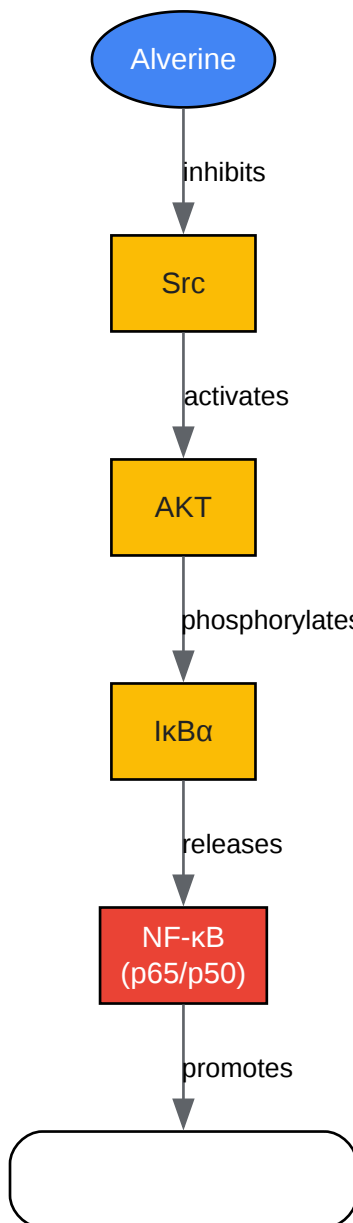 Alverine
inhibits
Src
activates
AKT
phosphorylates
IκBα
releases
NF-κB
(p65/p50)
promotes